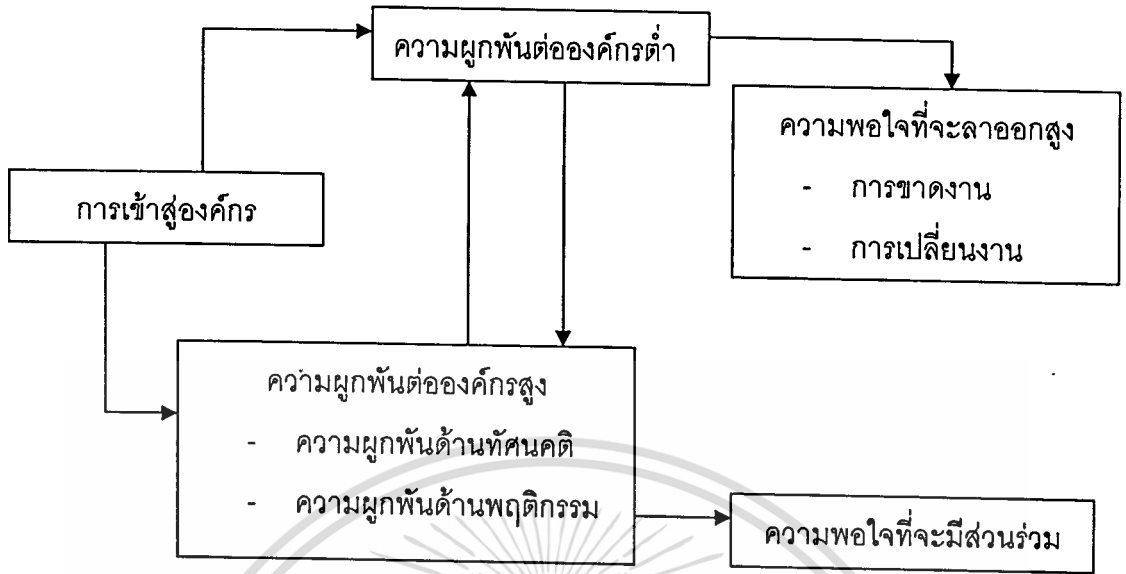 ความผูกพันต่อองค์กรต่ำ
ความพอใจที่จะลาออกสูง
- การขาดงาน
- การเปลี่ยนงาน
การเข้าสู่องค์กร
ความผูกพันต่อองค์กรสูง
- ความผูกพันด้านทัศนคติ
- ความผูกพันด้านพฤติกรรม
ความพอใจที่จะมีส่วนร่วม